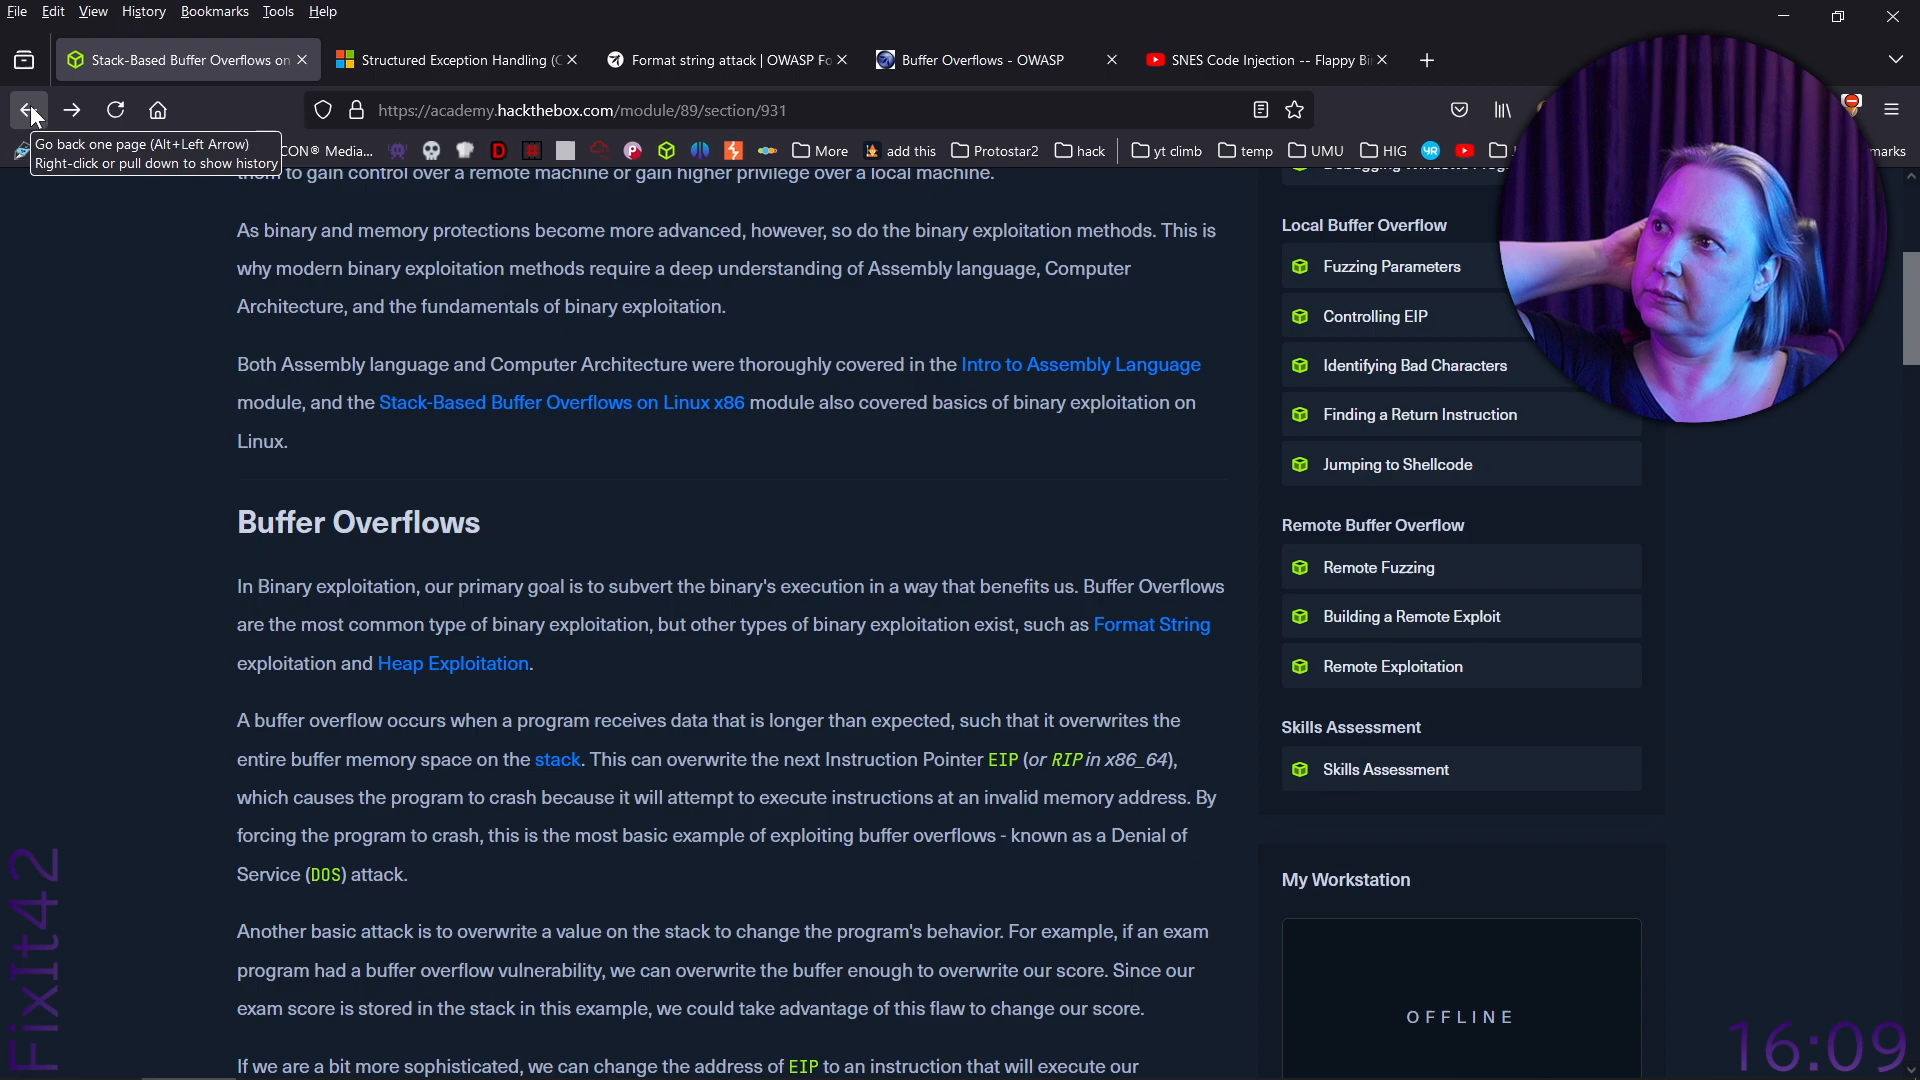 File Edit View History Bookmarks Tools Help
Stack-Based Buffer Overflows on
Structured Exception Handling (C
Format string attack | OWASP Fo
Buffer Overflows - OWASP
SNES Code Injection -- Flappy Bi
https://academy.hackthebox.com/module/89/section/931
Go back one page (Alt+Left Arrow)
Right-click or pull down to show history
CON® Media...
More
add this
Protostar2
hack
yt climb
temp
UMU
HIG
marks
them to gain control over a remote machine or gain higher privilege over a local machine.
As binary and memory protections become more advanced, however, so do the binary exploitation methods. This is
why modern binary exploitation methods require a deep understanding of Assembly language, Computer
Architecture, and the fundamentals of binary exploitation.
Both Assembly language and Computer Architecture were thoroughly covered in the Intro to Assembly Language
module, and the Stack-Based Buffer Overflows on Linux x86 module also covered basics of binary exploitation on
Linux.
Buffer Overflows
In Binary exploitation, our primary goal is to subvert the binary's execution in a way that benefits us. Buffer Overflows
are the most common type of binary exploitation, but other types of binary exploitation exist, such as Format String
exploitation and Heap Exploitation.
A buffer overflow occurs when a program receives data that is longer than expected, such that it overwrites the
entire buffer memory space on the stack. This can overwrite the next Instruction Pointer EIP (or RIP in x86_64),
which causes the program to crash because it will attempt to execute instructions at an invalid memory address. By
forcing the program to crash, this is the most basic example of exploiting buffer overflows - known as a Denial of
Service (DOS) attack.
Another basic attack is to overwrite a value on the stack to change the program's behavior. For example, if an exam
program had a buffer overflow vulnerability, we can overwrite the buffer enough to overwrite our score. Since our
exam score is stored in the stack in this example, we could take advantage of this flaw to change our score.
If we are a bit more sophisticated, we can change the address of EIP to an instruction that will execute our
Local Buffer Overflow
Fuzzing Parameters
Controlling EIP
Identifying Bad Characters
Finding a Return Instruction
Jumping to Shellcode
Remote Buffer Overflow
Remote Fuzzing
Building a Remote Exploit
Remote Exploitation
Skills Assessment
Skills Assessment
My Workstation
OFFLINE
FixIt42
16:09